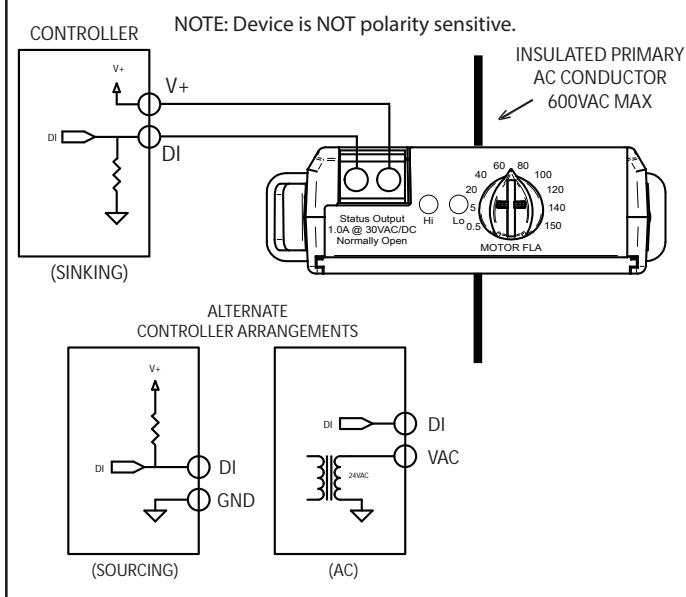 NOTE: Device is NOT polarity sensitive.
CONTROLLER
V+
V+
DI
DI
(SINKING)
INSULATED PRIMARY
AC CONDUCTOR
600VAC MAX
Status Output
1.0A @ 30VAC/DC
Normally Open
Hi
Lo
0.5
5
20
40
60
80
100
120
140
150
MOTOR FLA
ALTERNATE
CONTROLLER ARRANGEMENTS
V+
DI
DI
GND
(SOURCING)
DI
DI
VAC
24VAC
(AC)